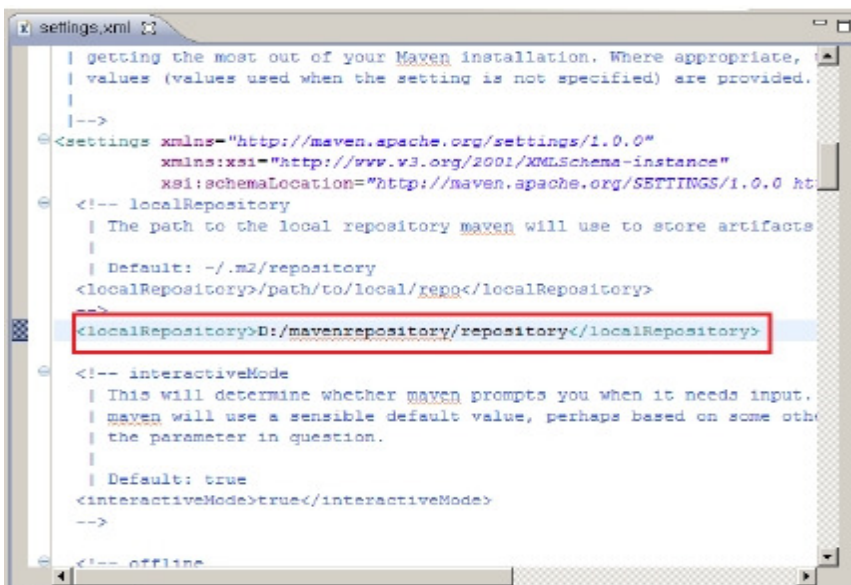 settings.xml
| getting the most out of your Maven installation. Where appropriate,
| values (values used when the setting is not specified) are provided.
|
|-->
<settings xmlns="http://maven.apache.org/settings/1.0.0"
xmlns:xsi="http://www.w3.org/2001/XMLSchema-instance"
xsi:schemaLocation="http://maven.apache.org/SETTINGS/1.0.0 ht
<!-- localRepository
| The path to the local repository maven will use to store artifacts
|
| Default: ~/.m2/repository
<localRepository>/path/to/local/repo</localRepository>
-->
<localRepository>D:/mavenrepository/repository</localRepository>
<!-- interactiveMode
| This will determine whether maven prompts you when it needs input.
| maven will use a sensible default value, perhaps based on some oth
| the parameter in question.
|
| Default: true
<interactiveMode>true</interactiveMode>
-->
<!-- offline